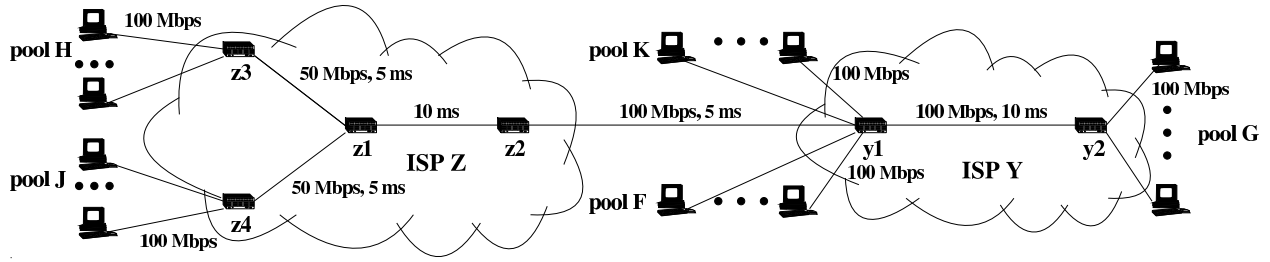 100 Mbps
pool H
z3
50 Mbps, 5 ms
pool K
100 Mbps
100 Mbps
10 ms
100 Mbps, 5 ms
100 Mbps, 10 ms
pool G
z1
z2
y1
y2
ISP Z
ISP Y
pool J
50 Mbps, 5 ms
100 Mbps
z4
pool F
100 Mbps